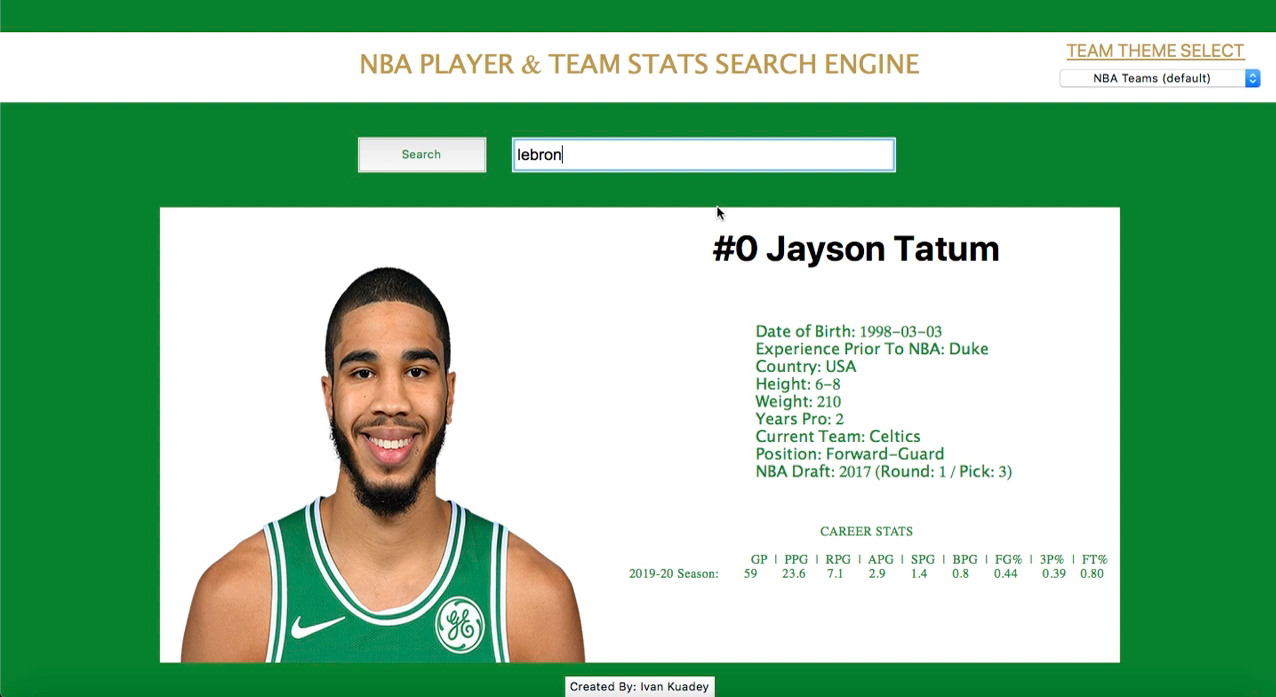 NBA PLAYER & TEAM STATS SEARCH ENGINE
TEAM THEME SELECT
NBA Teams (default)
Search
lebron
#0 Jayson Tatum
Date of Birth: 1998-03-03
Experience Prior To NBA: Duke
Country: USA
Height: 6-8
Weight: 210
Years Pro: 2
Current Team: Celtics
Position: Forward-Guard
NBA Draft: 2017 (Round: 1 / Pick: 3)
CAREER STATS
GP | PPG | RPG | APG | SPG | BPG | FG% | 3P% | FT%
2019-20 Season: 59 23.6 7.1 2.9 1.4 0.8 0.44 0.39 0.80
GE
Created By: Ivan Kuadey